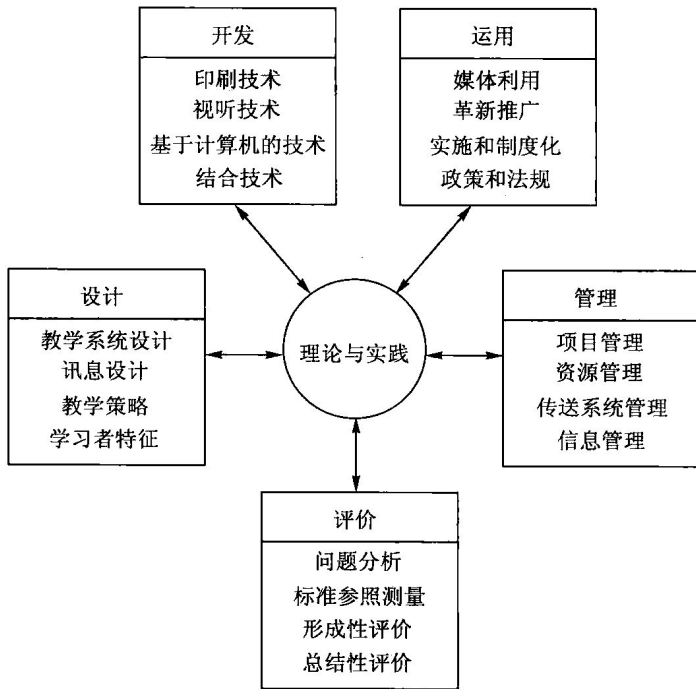 开发
印刷技术
视听技术
基于计算机的技术
结合技术
运用
媒体利用
革新推广
实施和制度化
政策和法规
设计
教学系统设计
讯息设计
教学策略
学习者特征
理论与实践
管理
项目管理
资源管理
传送系统管理
信息管理
评价
问题分析
标准参照测量
形成性评价
总结性评价